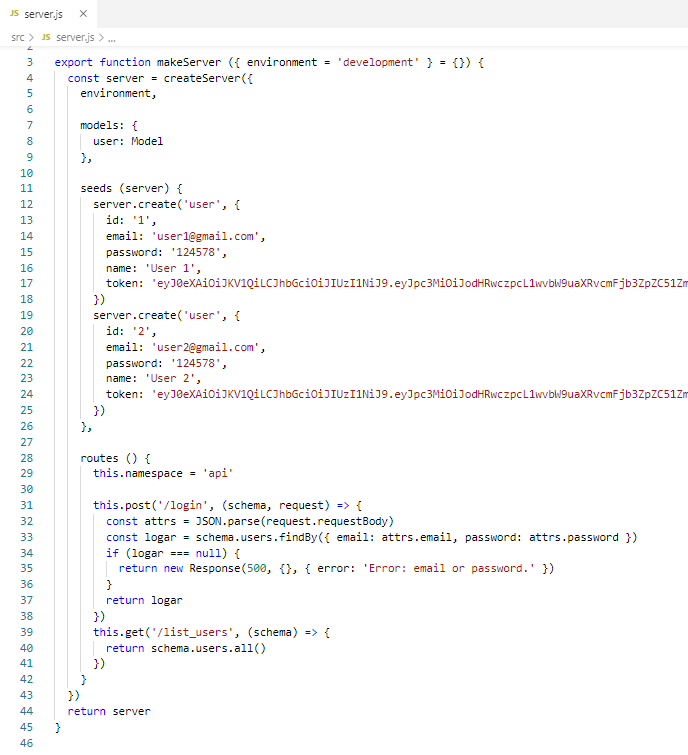 JS server.js ×
src > JS server.js > ...
2
3 export function makeServer ({ environment = 'development' } = {}) {
4 const server = createServer({
5 environment,
6
7 models: {
8 user: Model
9 },
10
11 seeds (server) {
12 server.create('user', {
13 id: '1',
14 email: 'user1@gmail.com',
15 password: '124578',
16 name: 'User 1',
17 token: 'eyJ0eXAiOiJKV1QiLCJhbGciOiJIUzI1NiJ9.eyJpc3MiOiJodHRwczpcL1wvbW9uaXRvcmFjb3ZpZC51Zm
18 })
19 server.create('user', {
20 id: '2',
21 email: 'user2@gmail.com',
22 password: '124578',
23 name: 'User 2',
24 token: 'eyJ0eXAiOiJKV1QiLCJhbGciOiJIUzI1NiJ9.eyJpc3MiOiJodHRwczpcL1wvbW9uaXRvcmFjb3ZpZC51Zm
25 })
26 },
27
28 routes () {
29 this.namespace = 'api'
30
31 this.post('/login', (schema, request) => {
32 const attrs = JSON.parse(request.requestBody)
33 const logar = schema.users.findBy({ email: attrs.email, password: attrs.password })
34 if (logar === null) {
35 return new Response(500, {}, { error: 'Error: email or password.' })
36 }
37 return logar
38 })
39 this.get('/list_users', (schema) => {
40 return schema.users.all()
41 })
42 }
43 })
44 return server
45 }
46